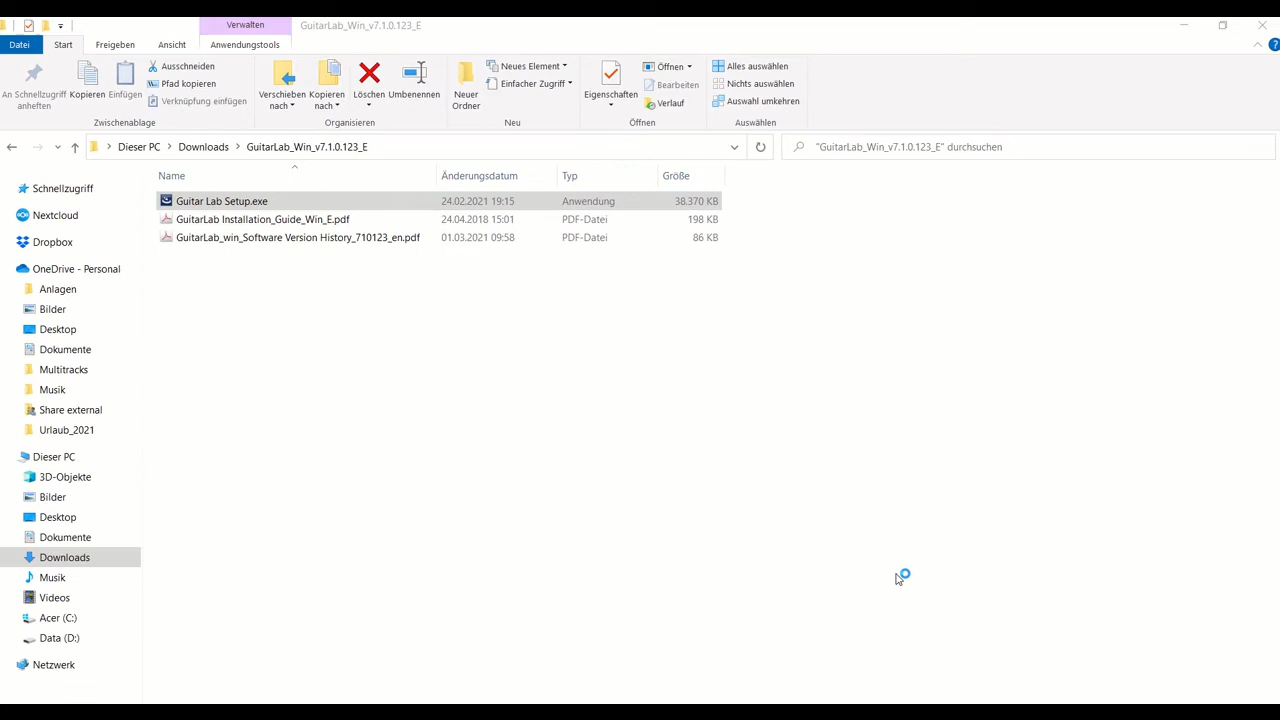 Verwalten
GuitarLab_Win_v7.1.0.123_E
Datei
Start
Freigeben
Ansicht
Anwendungstools
An Schnellzugriff
anheften
Kopieren
Einfügen
Ausschneiden
Pfad kopieren
Verknüpfung einfügen
Zwischenablage
Verschieben
nach
Kopieren
nach
Löschen
Umbenennen
Organisieren
Neuer
Ordner
Neues Element
Einfacher Zugriff
Neu
Eigenschaften
Öffnen
Bearbeiten
Verlauf
Öffnen
Alles auswählen
Nichts auswählen
Auswahl umkehren
Auswählen
Dieser PC > Downloads > GuitarLab_Win_v7.1.0.123_E
"GuitarLab_Win_v7.1.0.123_E" durchsuchen
Name Änderungsdatum Typ Größe
Guitar Lab Setup.exe 24.02.2021 19:15 Anwendung 38.370 KB
GuitarLab Installation_Guide_Win_E.pdf 24.04.2018 15:01 PDF-Datei 198 KB
GuitarLab_win_Software Version History_710123_en.pdf 01.03.2021 09:58 PDF-Datei 86 KB
Schnellzugriff
Nextcloud
Dropbox
OneDrive - Personal
Anlagen
Bilder
Desktop
Dokumente
Multitracks
Musik
Share external
Urlaub_2021
Dieser PC
3D-Objekte
Bilder
Desktop
Dokumente
Downloads
Musik
Videos
Acer (C:)
Data (D:)
Netzwerk